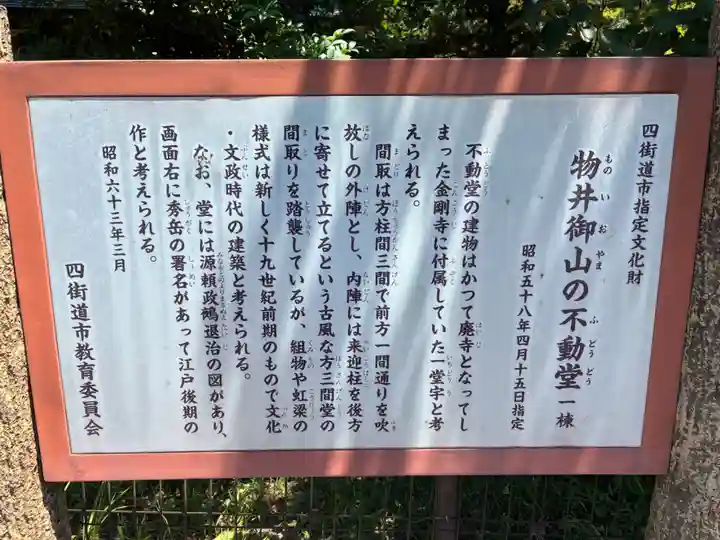 四街道市指定文化財
物井御山の不動堂 一棟
昭和五十八年四月十五日指定
不動堂の建物はかつて廃寺となってし
まった金剛寺に付属していた一堂宇と考
えられる。
間取は方柱間三間で前方一間通りを吹
放しの外陣とし、内陣には来迎柱を後方
に寄せて立てるという古風な方三間堂の
間取りを踏襲しているが、組物や虹梁の
様式は新しく十九世紀前期のもので文化
・文政時代の建築と考えられる。
なお、堂には源頼政鵺退治の図があり、
画面右に秀岳の署名があって江戸後期の
作と考えられる。
昭和六十三年三月
四街道市教育委員会